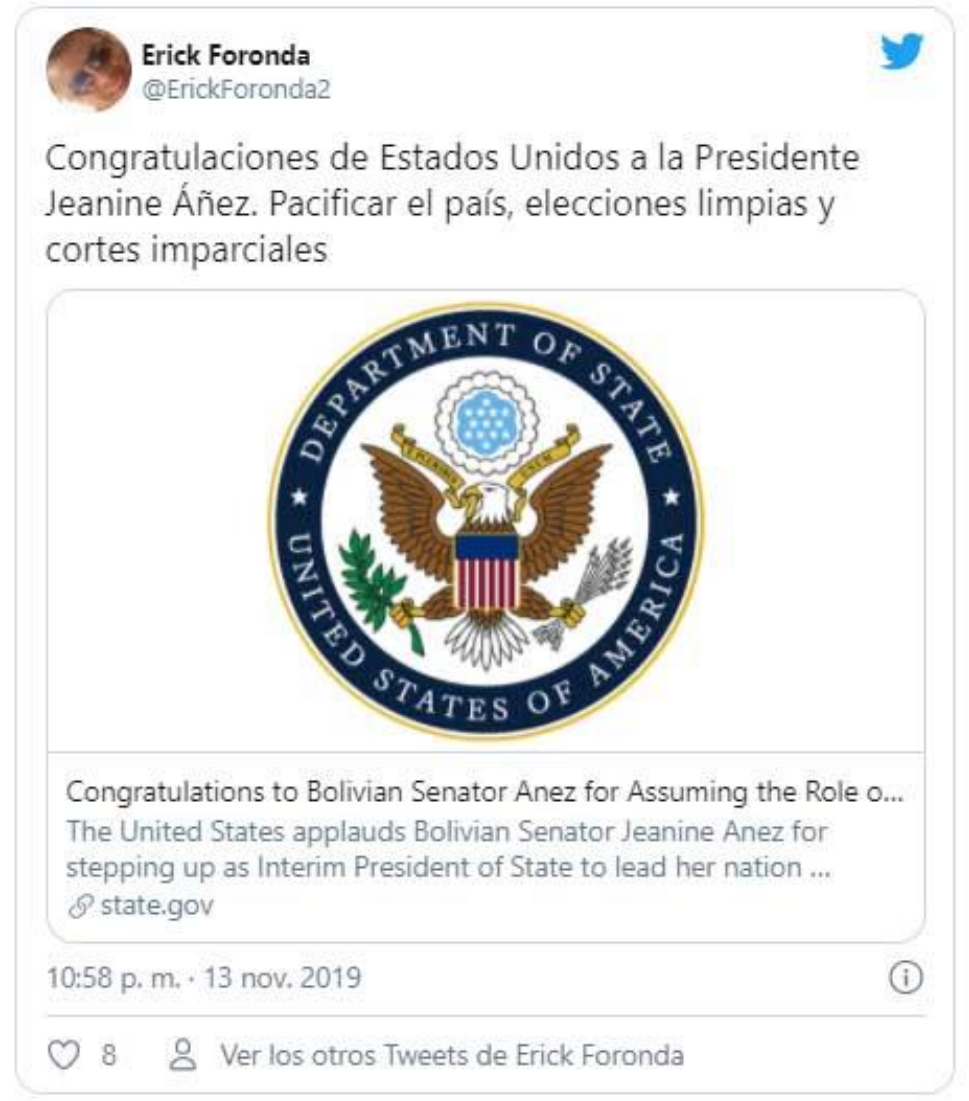 Erick Foronda
@ErickForonda2
Congratulaciones de Estados Unidos a la Presidente
Jeanine Áñez. Pacificar el país, elecciones limpias y
cortes imparciales
DEPARTMENT OF STATE
UNITED STATES OF AMERICA
Congratulations to Bolivian Senator Anez for Assuming the Role o...
The United States applauds Bolivian Senator Jeanine Anez for
stepping up as Interim President of State to lead her nation ...
state.gov
10:58 p. m. · 13 nov. 2019
8
Ver los otros Tweets de Erick Foronda